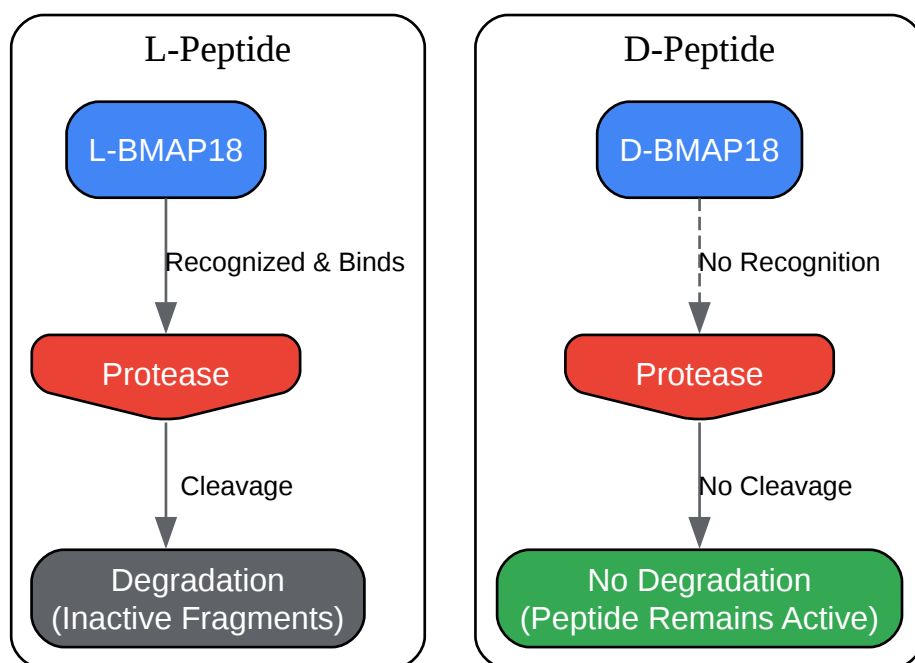 L-Peptide
L-BMAP18
Recognized & Binds
Protease
Cleavage
Degradation
(Inactive Fragments)
D-Peptide
D-BMAP18
No Recognition
Protease
No Cleavage
No Degradation
(Peptide Remains Active)